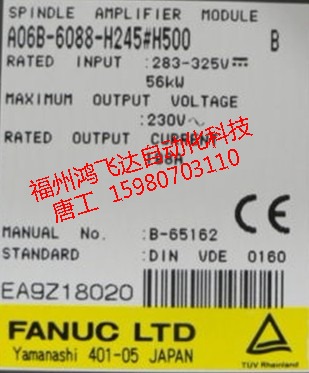 SPINDLE AMPLIFIER MODULE
A06B-6088-H245#H500 B
RATED INPUT :283-325V⎓
56kW
MAXIMUM OUTPUT VOLTAGE
:230V~
RATED OUTPUT CURRENT
福州鸿飞达自动化科技
唐工 15980703110
CE
MANUAL No. :B-65162
STANDARD :DIN VDE 0160
EA9Z18020
FANUC LTD
Yamanashi 401-05 JAPAN
TÜV Rheinland